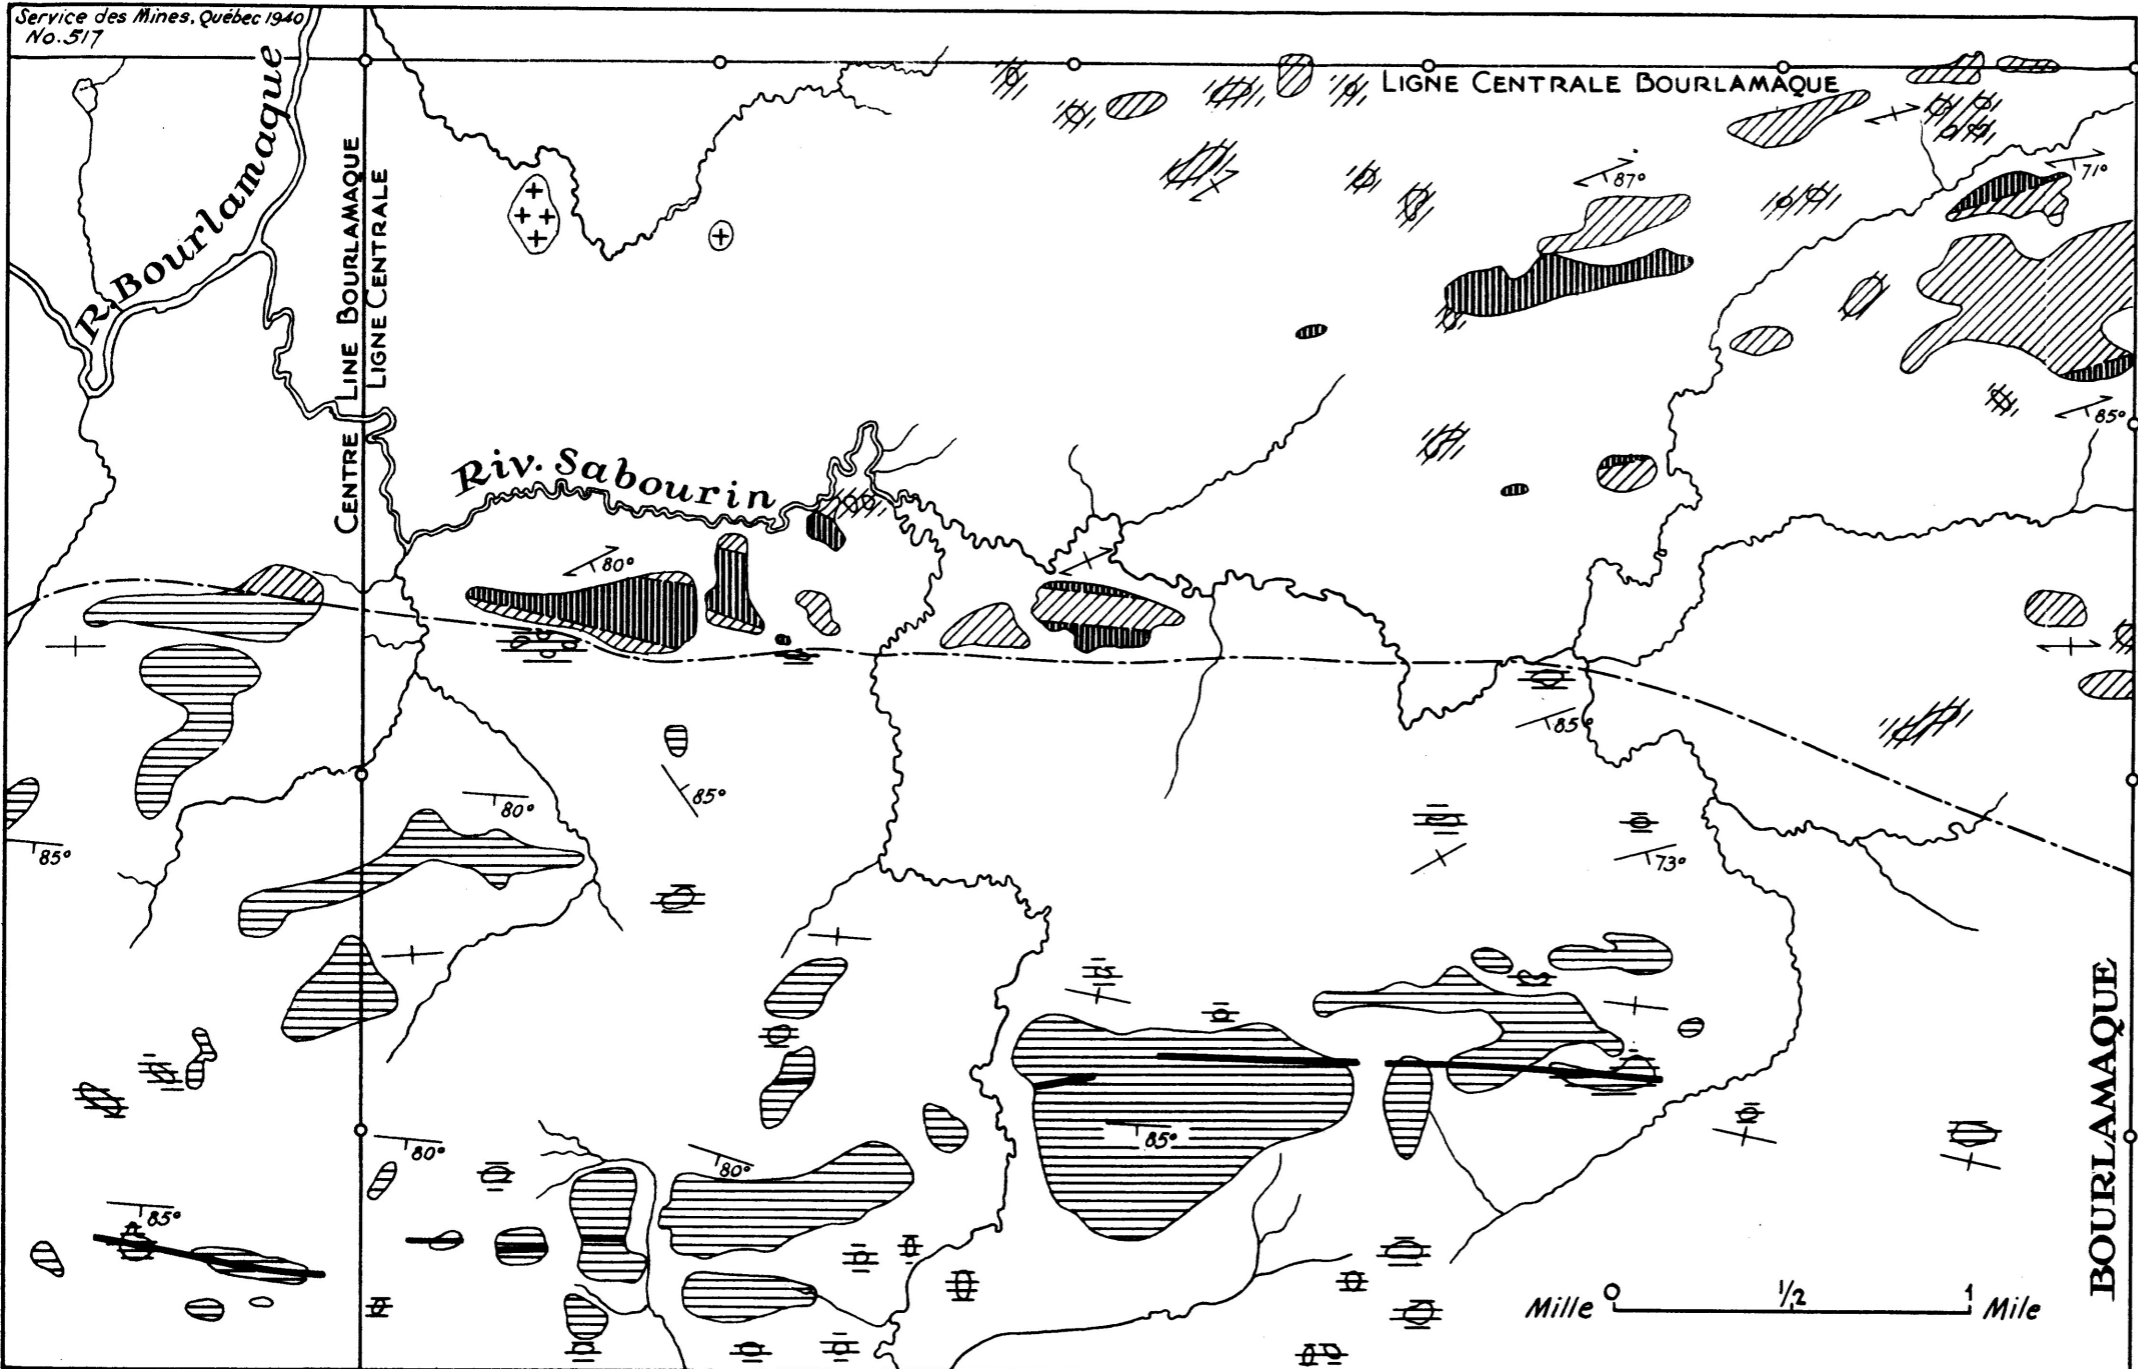 Service des Mines, Québec 1940
No. 517
LIGNE CENTRALE BOURLAMAQUE
R. Bourlamaque
CENTRE LINE BOURLAMAQUE
LIGNE CENTRALE
87°
71°
85°
Riv. Sabourin
80°
85°
80°
85°
85°
73°
80°
80°
85°
85°
BOURLAMAQUE
Mille 0 1/2 1 Mile